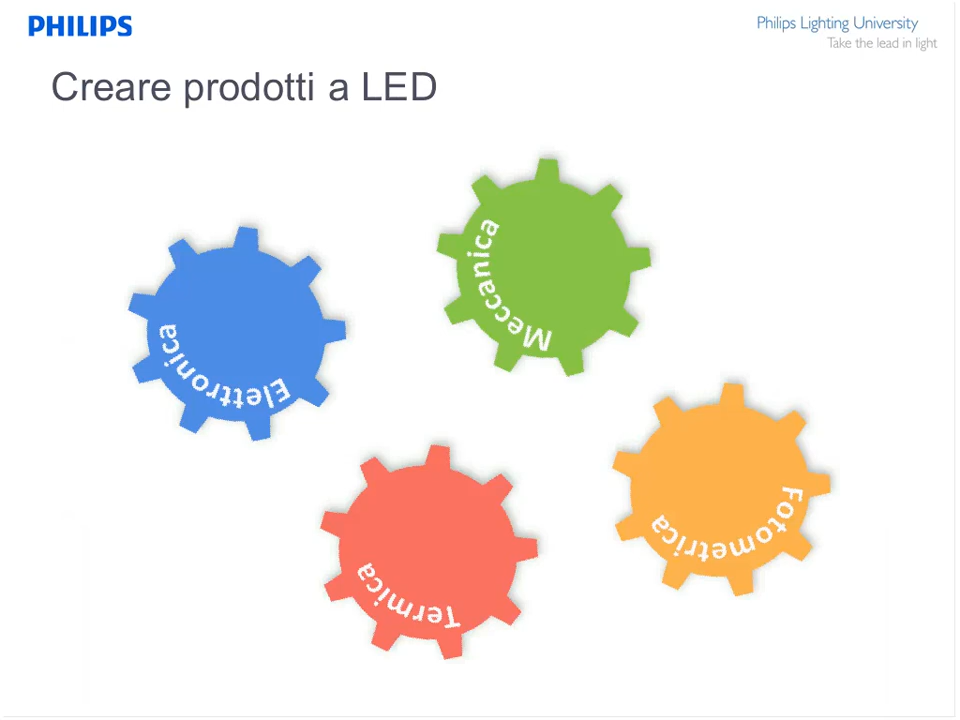 PHILIPS
Philips Lighting University
Take the lead in light
Creare prodotti a LED
Meccanica
Elettronica
Fotometrica
Termica